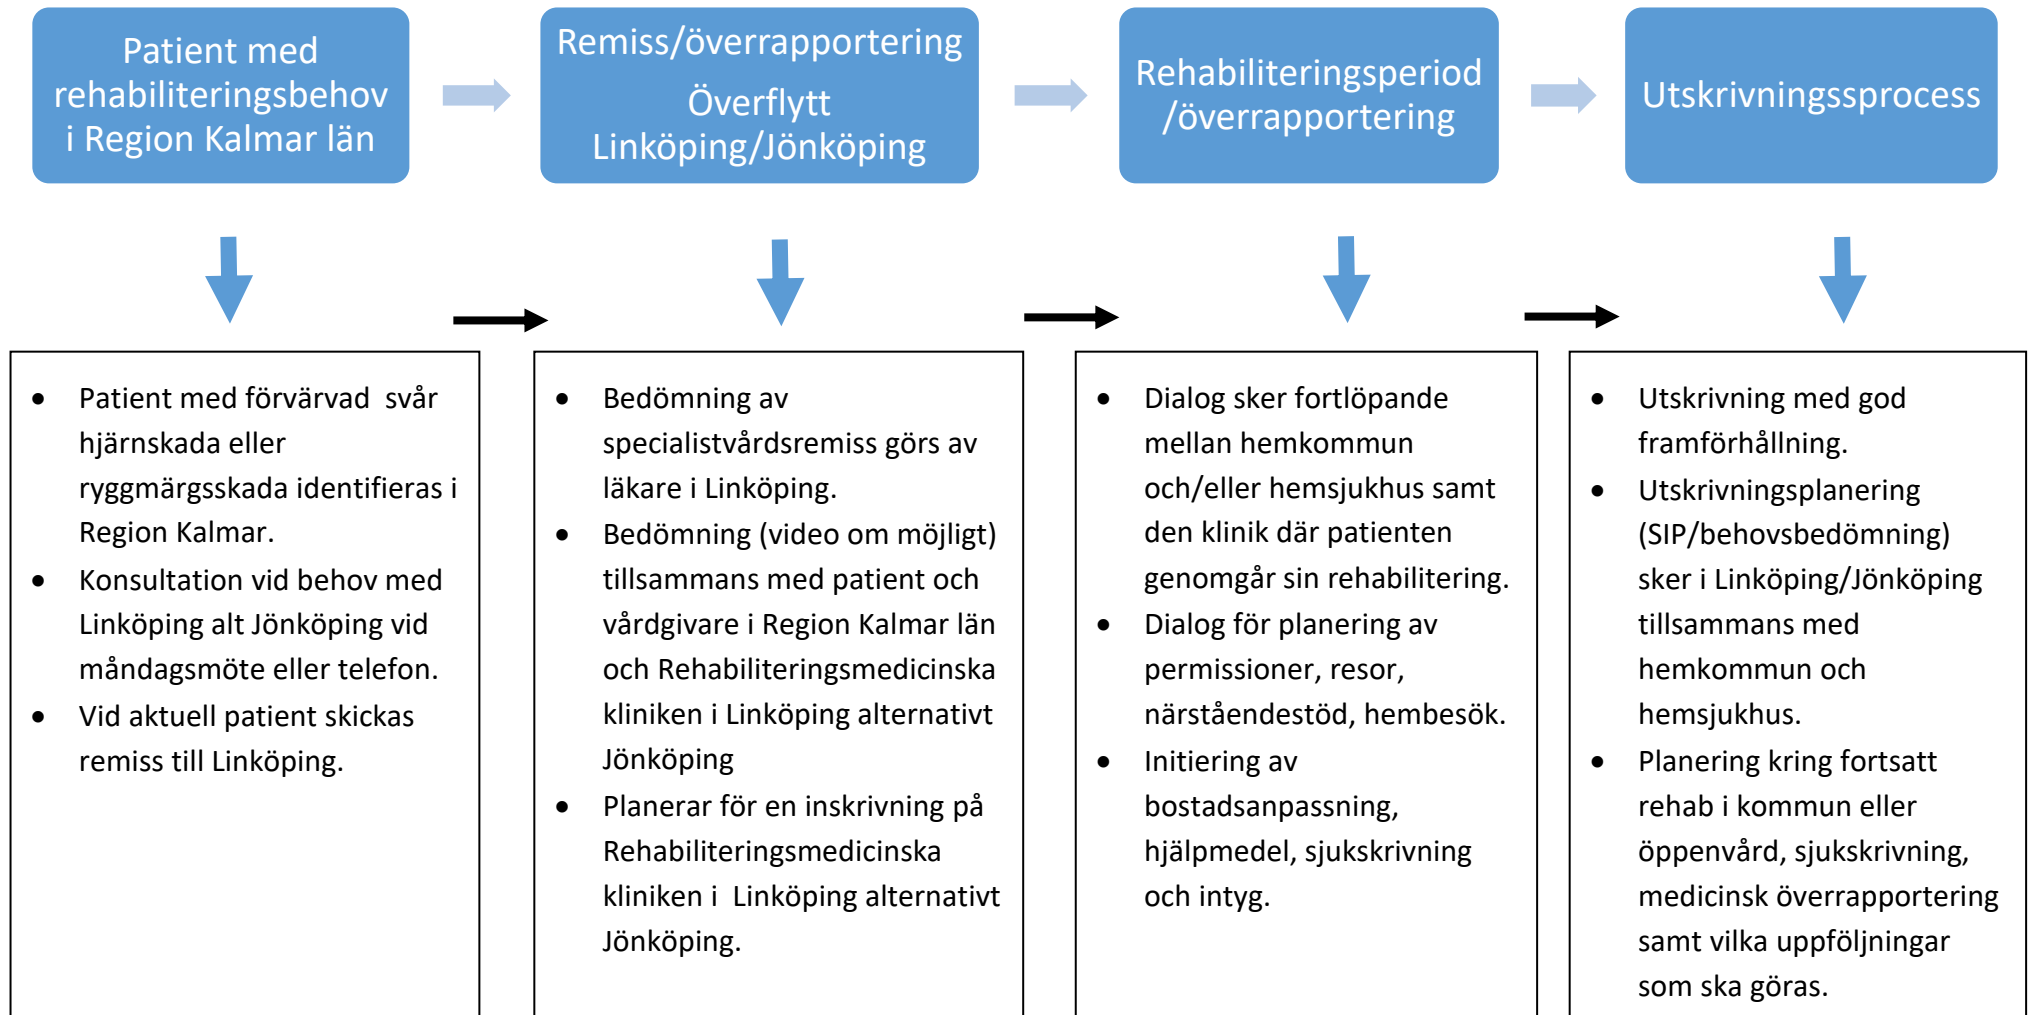 Patient med
rehabiliteringsbehov
i Region Kalmar län
Remiss/överrapportering
Överflytt
Linköping/Jönköping
Rehabiliteringsperiod
/överrapportering
Utskrivningssprocess
• Patient med förvärvad  svår
hjärnskada eller
ryggmärgsskada identifieras i
Region Kalmar.
• Konsultation vid behov med
Linköping alt Jönköping vid
måndagsmöte eller telefon.
• Vid aktuell patient skickas
remiss till Linköping.
• Bedömning av
specialistvårdsremiss görs av
läkare i Linköping.
• Bedömning (video om möjligt)
tillsammans med patient och
vårdgivare i Region Kalmar län
och Rehabiliteringsmedicinska
kliniken i Linköping alternativt
Jönköping
• Planerar för en inskrivning på
Rehabiliteringsmedicinska
kliniken i  Linköping alternativt
Jönköping.
• Dialog sker fortlöpande
mellan hemkommun
och/eller hemsjukhus samt
den klinik där patienten
genomgår sin rehabilitering.
• Dialog för planering av
permissioner, resor,
närståendestöd, hembesök.
• Initiering av
bostadsanpassning,
hjälpmedel, sjukskrivning
och intyg.
• Utskrivning med god
framförhållning.
• Utskrivningsplanering
(SIP/behovsbedömning)
sker i Linköping/Jönköping
tillsammans med
hemkommun och
hemsjukhus.
• Planering kring fortsatt
rehab i kommun eller
öppenvård, sjukskrivning,
medicinsk överrapportering
samt vilka uppföljningar
som ska göras.